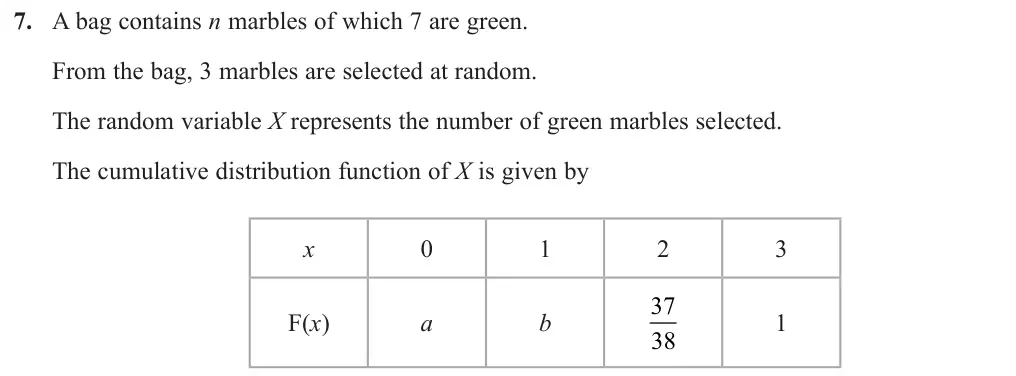 7. A bag contains n marbles of which 7 are green.
From the bag, 3 marbles are selected at random.
The random variable X represents the number of green marbles selected.
The cumulative distribution function of X is given by
x 0 1 2 3
F(x) a b 37/38 1